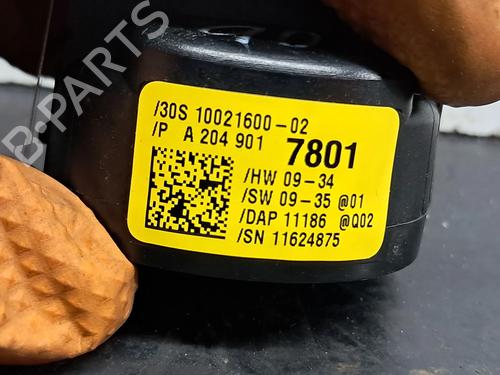 B-PARTS
/30S 10021600-02
/P A 204 901 7801
/HW 09-34
/SW 09-35 @01
/DAP 11186 @Q02
/SN 11624875